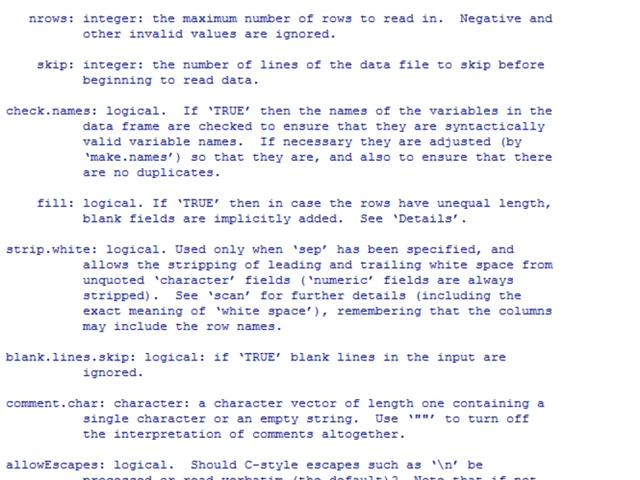 nrows: integer: the maximum number of rows to read in.  Negative and
other invalid values are ignored.
skip: integer: the number of lines of the data file to skip before
beginning to read data.
check.names: logical.  If ‘TRUE’ then the names of the variables in the
data frame are checked to ensure that they are syntactically
valid variable names.  If necessary they are adjusted (by
‘make.names’) so that they are, and also to ensure that there
are no duplicates.
fill: logical. If ‘TRUE’ then in case the rows have unequal length,
blank fields are implicitly added.  See ‘Details’.
strip.white: logical. Used only when ‘sep’ has been specified, and
allows the stripping of leading and trailing white space from
unquoted ‘character’ fields (‘numeric’ fields are always
stripped).  See ‘scan’ for further details (including the
exact meaning of ‘white space’), remembering that the columns
may include the row names.
blank.lines.skip: logical: if ‘TRUE’ blank lines in the input are
ignored.
comment.char: character: a character vector of length one containing a
single character or an empty string.  Use ‘""’ to turn off
the interpretation of comments altogether.
allowEscapes: logical.  Should C-style escapes such as ‘\n’ be
processed or read verbatim (the default)?  Note that if not